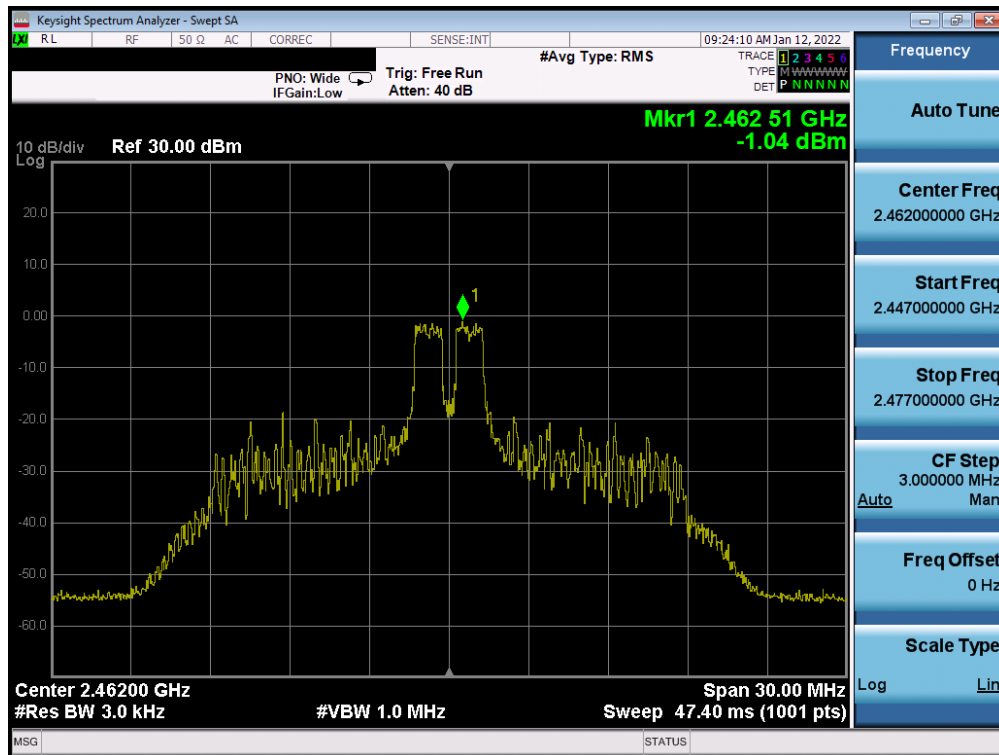 Keysight Spectrum Analyzer - Swept SA
LXI RL RF 50 Ω AC CORREC SENSE:INT 09:24:10 AM Jan 12, 2022
#Avg Type: RMS
TRACE 1 2 3 4 5 6
TYPE M WWWWW
DET P N N N N N
PNO: Wide
IFGain:Low
Trig: Free Run
Atten: 40 dB
Mkr1 2.462 51 GHz
-1.04 dBm
10 dB/div
Log
Ref 30.00 dBm
20.0
10.0
0.00
-10.0
-20.0
-30.0
-40.0
-50.0
-60.0
1
Center 2.46200 GHz
#Res BW 3.0 kHz
#VBW 1.0 MHz
Span 30.00 MHz
Sweep 47.40 ms (1001 pts)
MSG
STATUS
Frequency
Auto Tune
Center Freq
2.462000000 GHz
Start Freq
2.447000000 GHz
Stop Freq
2.477000000 GHz
CF Step
3.000000 MHz
Auto Man
Freq Offset
0 Hz
Scale Type
Log Lin